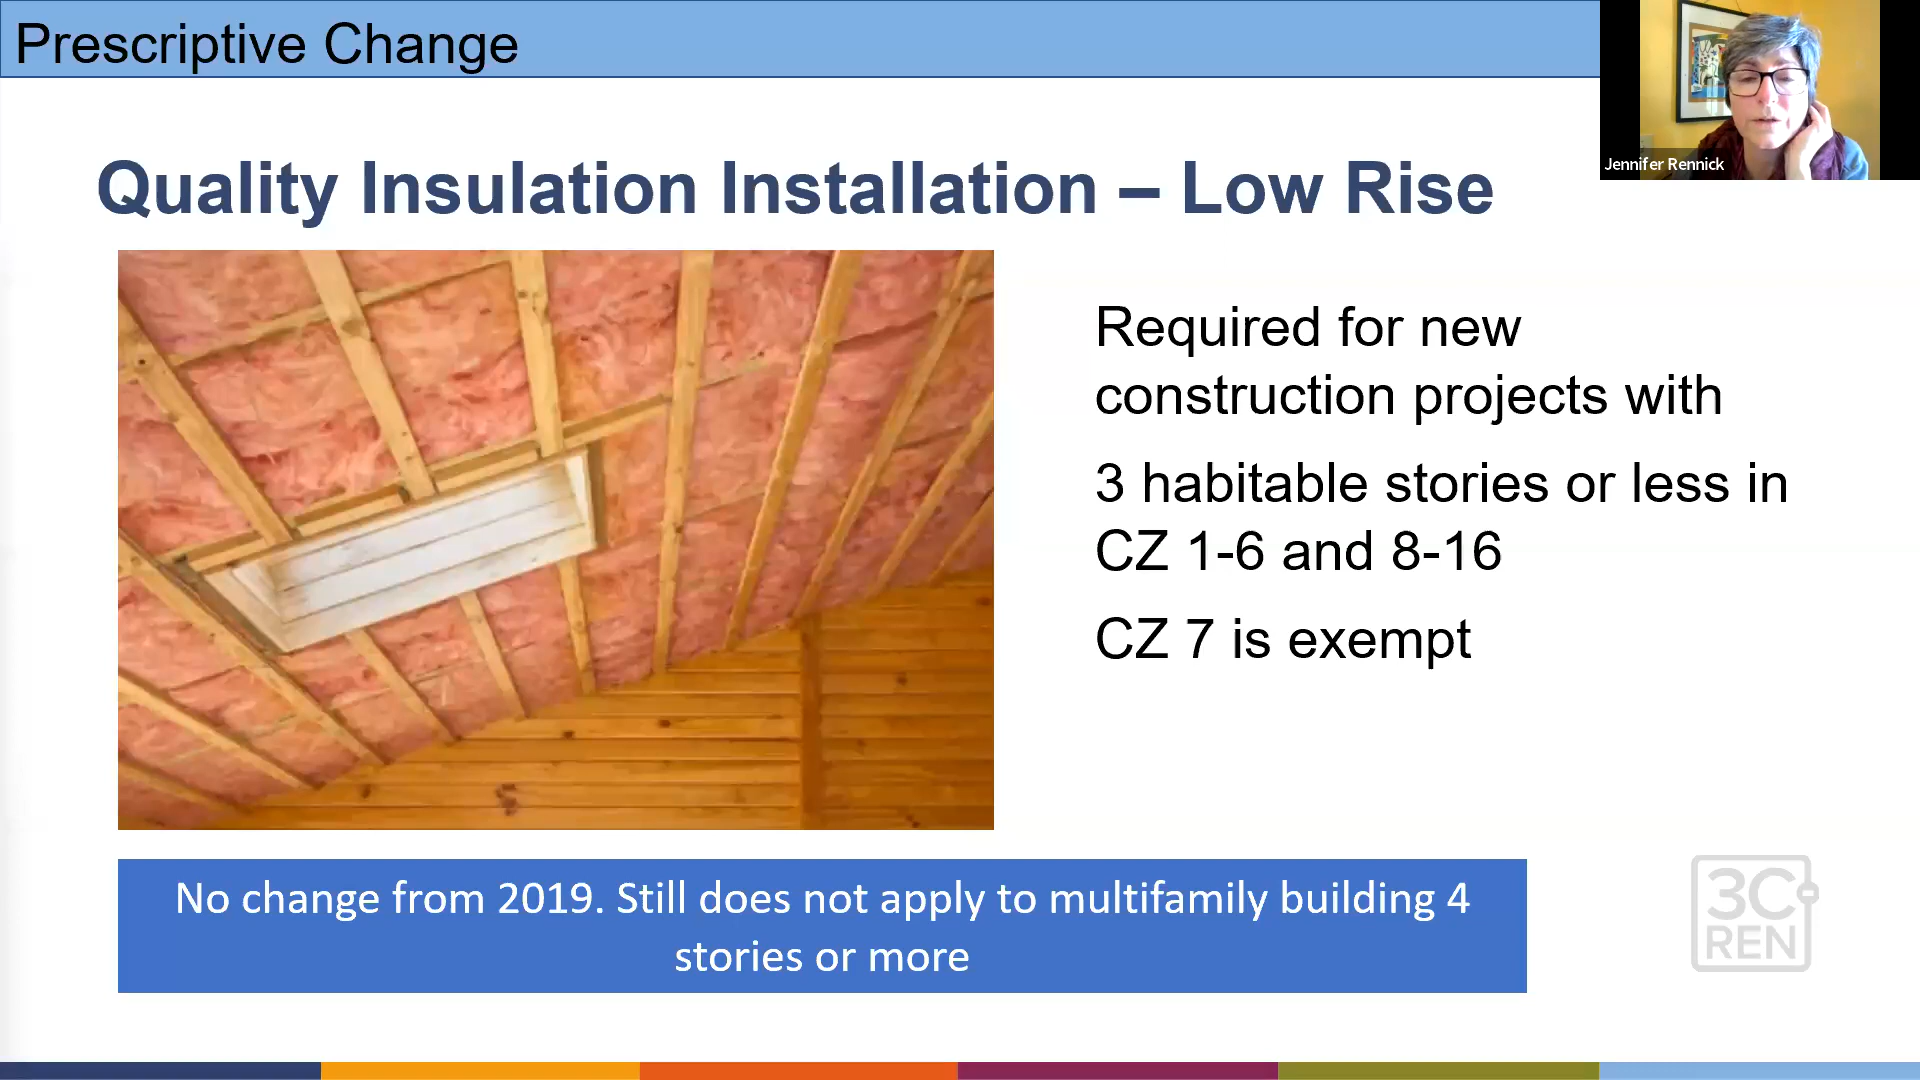 Prescriptive Change
Jennifer Rennick
Quality Insulation Installation – Low Rise
Required for new
construction projects with
3 habitable stories or less in
CZ 1-6 and 8-16
CZ 7 is exempt
No change from 2019. Still does not apply to multifamily building 4
stories or more
3C
REN